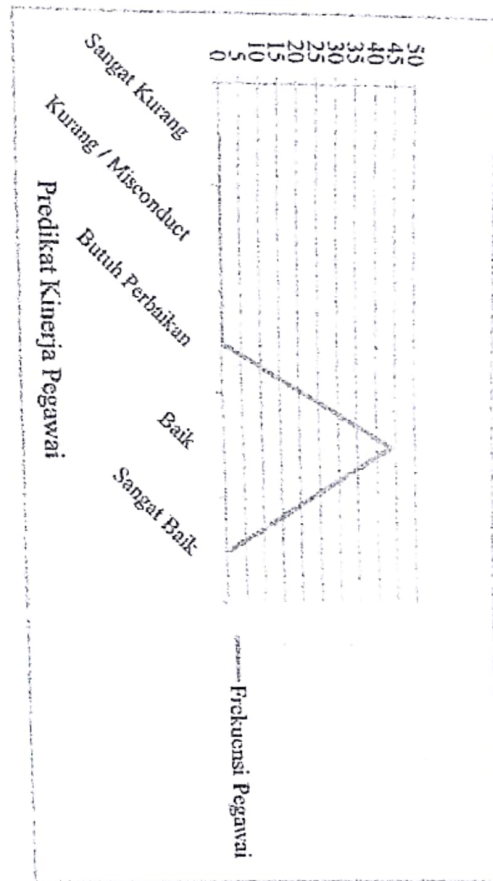 50
45
40
35
30
25
20
15
10
5
0
Sangat Kurang
Kurang / Misconduct
Butuh Perbaikan
Baik
Sangat Baik
Frekuensi Pegawai
Predikat Kinerja Pegawai